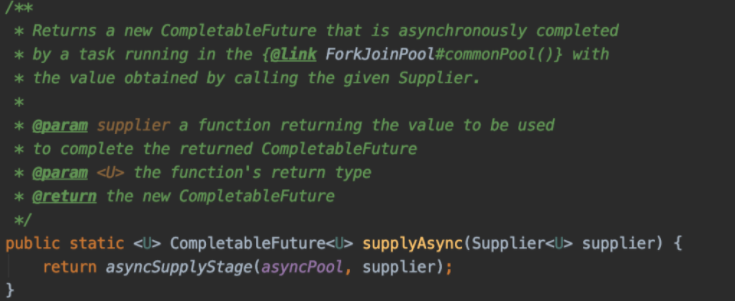 /**
 * Returns a new CompletableFuture that is asynchronously completed
 * by a task running in the {@link ForkJoinPool#commonPool()} with
 * the value obtained by calling the given Supplier.
 *
 * @param supplier a function returning the value to be used
 * to complete the returned CompletableFuture
 * @param <U> the function's return type
 * @return the new CompletableFuture
 */
public static <U> CompletableFuture<U> supplyAsync(Supplier<U> supplier) {
    return asyncSupplyStage(asyncPool, supplier);
}